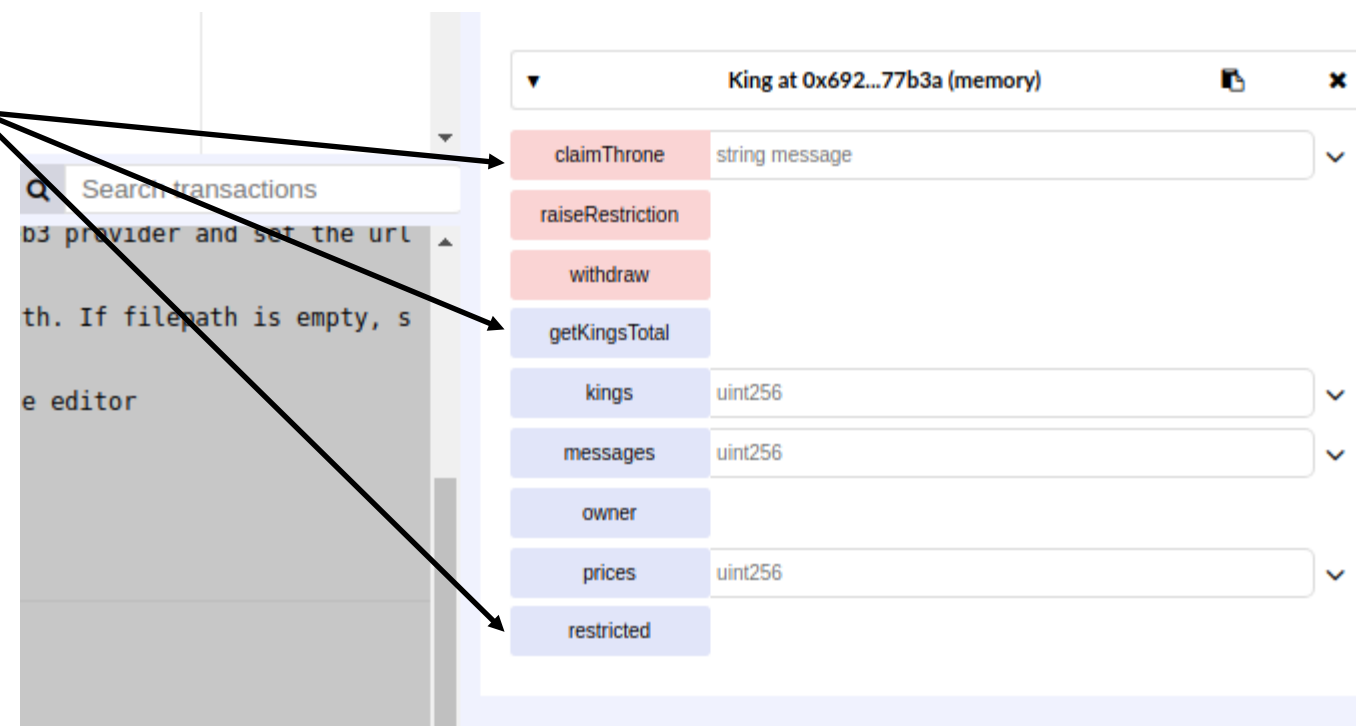 Search transactions
b3 provider and set the url
th. If filepath is empty, s
e editor
King at 0x692...77b3a (memory)
claimThrone string message
raiseRestriction
withdraw
getKingsTotal
kings uint256
messages uint256
owner
prices uint256
restricted